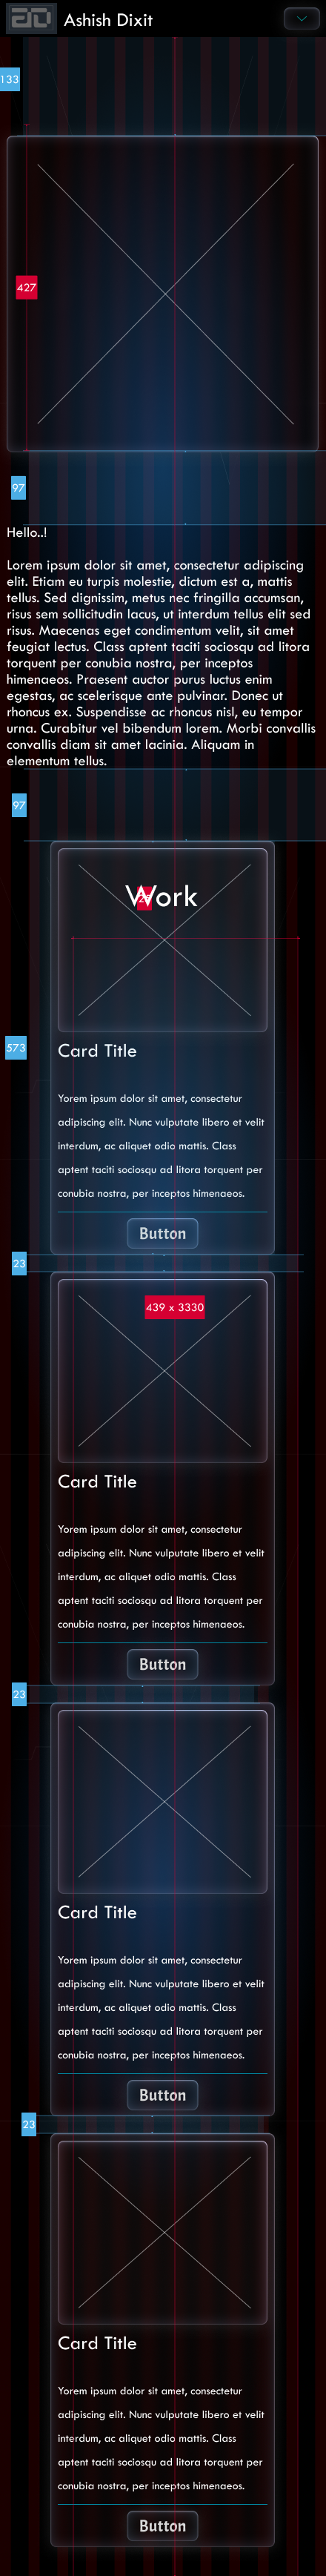 Ashish Dixit
133
427
97
Hello..!
Lorem ipsum dolor sit amet, consectetur adipiscing
elit. Etiam eu turpis molestie, dictum est a, mattis
tellus. Sed dignissim, metus nec fringilla accumsan,
risus sem sollicitudin lacus, ut interdum tellus elit sed
risus. Maecenas eget condimentum velit, sit amet
feugiat lectus. Class aptent taciti sociosqu ad litora
torquent per conubia nostra, per inceptos
himenaeos. Praesent auctor purus luctus enim
egestas, ac scelerisque ante pulvinar. Donec ut
rhoncus ex. Suspendisse ac rhoncus nisl, eu tempor
urna. Curabitur vel bibendum lorem. Morbi convallis
convallis diam sit amet lacinia. Aliquam in
elementum tellus.
97
Work
573
Card Title
Yorem ipsum dolor sit amet, consectetur
adipiscing elit. Nunc vulputate libero et velit
interdum, ac aliquet odio mattis. Class
aptent taciti sociosqu ad litora torquent per
conubia nostra, per inceptos himenaeos.
Button
23
439 x 3330
Card Title
Yorem ipsum dolor sit amet, consectetur
adipiscing elit. Nunc vulputate libero et velit
interdum, ac aliquet odio mattis. Class
aptent taciti sociosqu ad litora torquent per
conubia nostra, per inceptos himenaeos.
Button
23
Card Title
Yorem ipsum dolor sit amet, consectetur
adipiscing elit. Nunc vulputate libero et velit
interdum, ac aliquet odio mattis. Class
aptent taciti sociosqu ad litora torquent per
conubia nostra, per inceptos himenaeos.
Button
23
Card Title
Yorem ipsum dolor sit amet, consectetur
adipiscing elit. Nunc vulputate libero et velit
interdum, ac aliquet odio mattis. Class
aptent taciti sociosqu ad litora torquent per
conubia nostra, per inceptos himenaeos.
Button